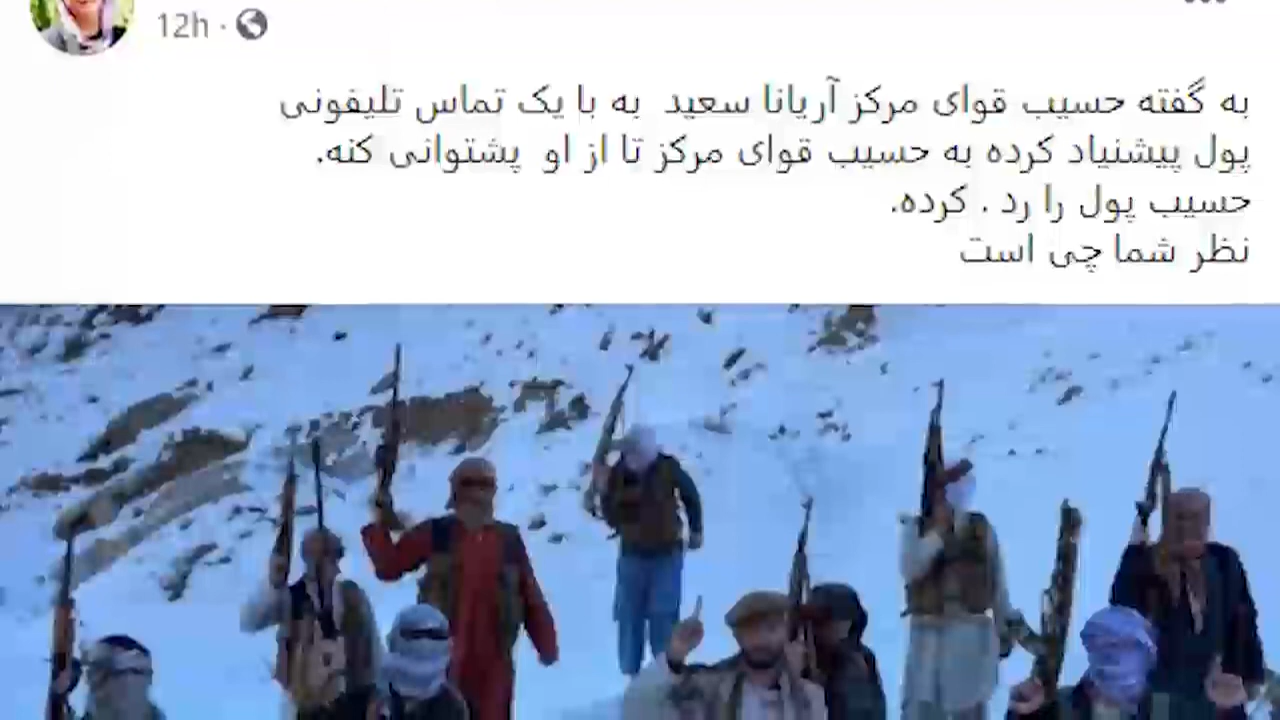 12h ·
به گفته حسیب قوای مرکز آریانا سعید به با یک تماس تلیفونی
پول پیشنیاد کرده به حسیب قوای مرکز تا از او پشتوانی کنه.
حسیب پول را رد . کرده.
نظر شما چی است